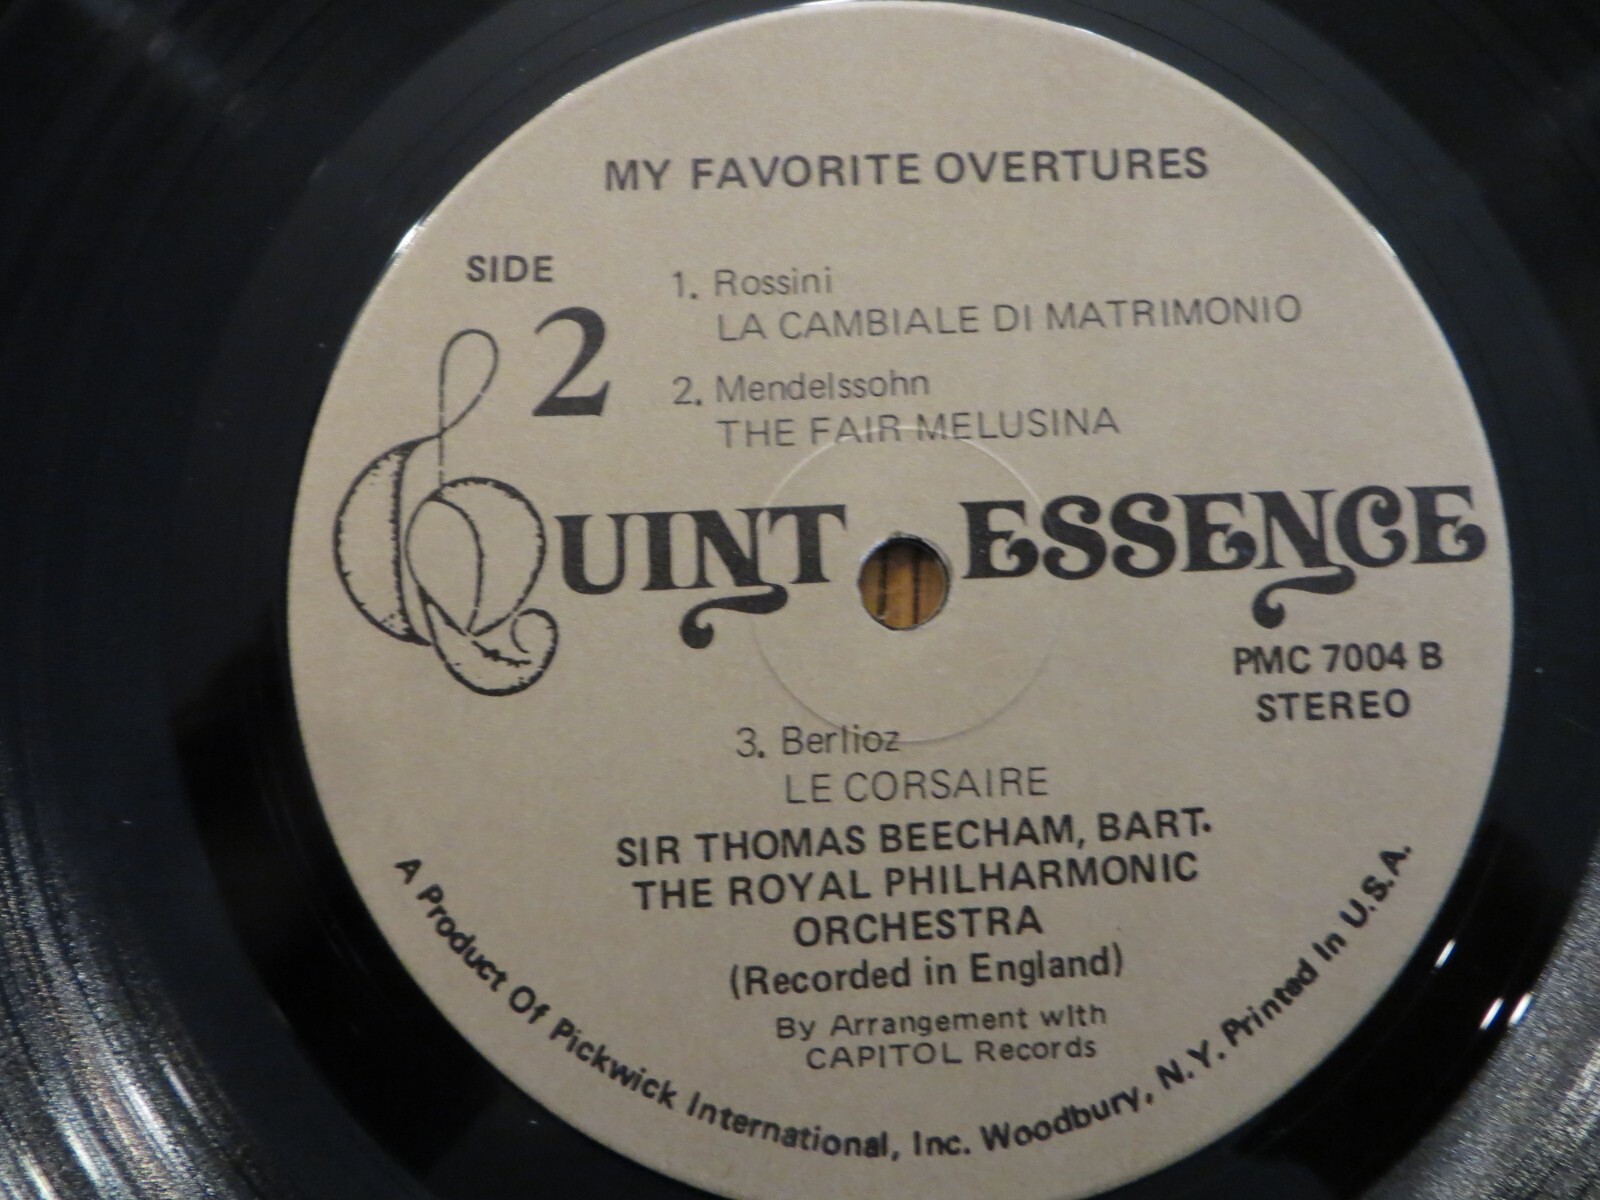 MY FAVORITE OVERTURES
SIDE
2
1. Rossini
LA CAMBIALE DI MATRIMONIO
2. Mendelssohn
THE FAIR MELUSINA
QUINTESSENCE
PMC 7004 B
STEREO
3. Berlioz
LE CORSAIRE
SIR THOMAS BEECHAM, BART.
THE ROYAL PHILHARMONIC
ORCHESTRA
(Recorded in England)
By Arrangement with
CAPITOL Records
A Product Of Pickwick International, Inc. Woodbury, N.Y. Printed In U.S.A.